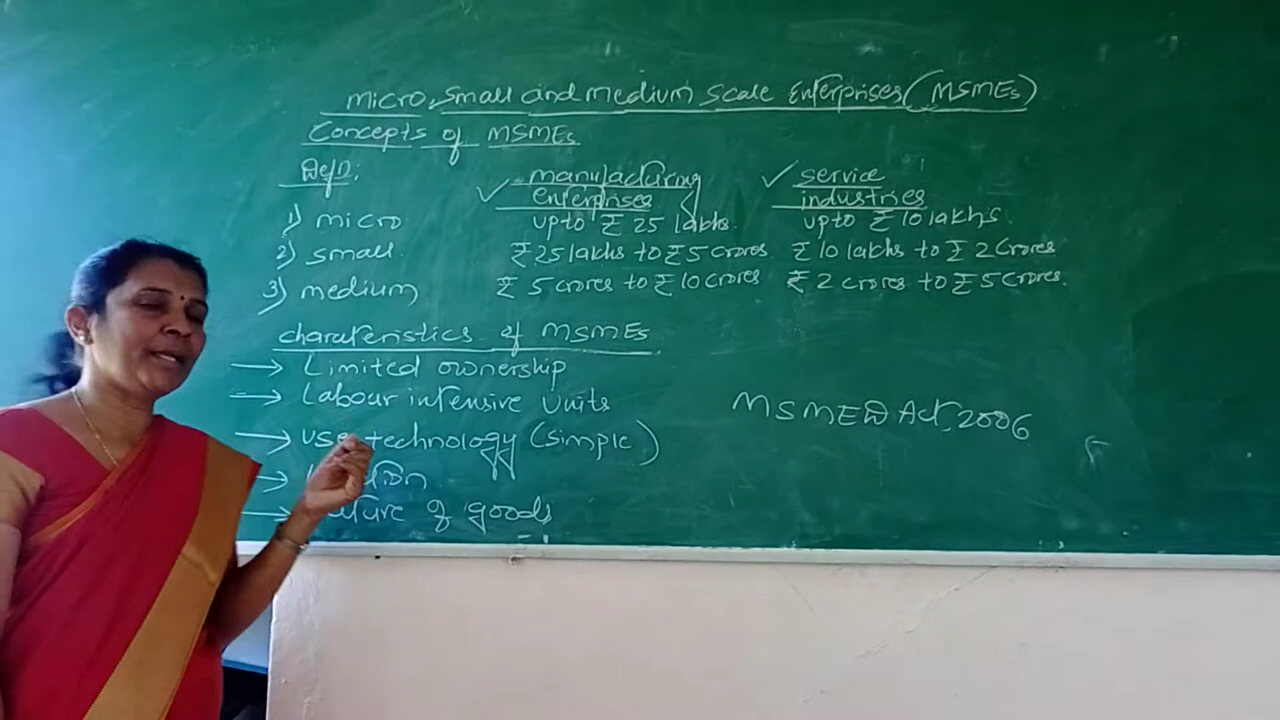 Micro, Small and Medium Scale Enterprises (MSMEs)
Concepts of MSMEs
Def/D:
manufacturing enterprises
✓ service industries
1) micro upto ₹ 25 lakhs. upto ₹ 10 lakhs.
2) small. ₹ 25 lakhs to ₹ 5 crores. ₹ 10 lakhs to ₹ 2 crores
3) medium ₹ 5 crores to ₹ 10 crores ₹ 2 crores to ₹ 5 crores.
charateristics of MSMEs
→ Limited ownership
→ Labour intensive units
→ use technology (simple)
→
→ of goods
MSMED Act, 2006